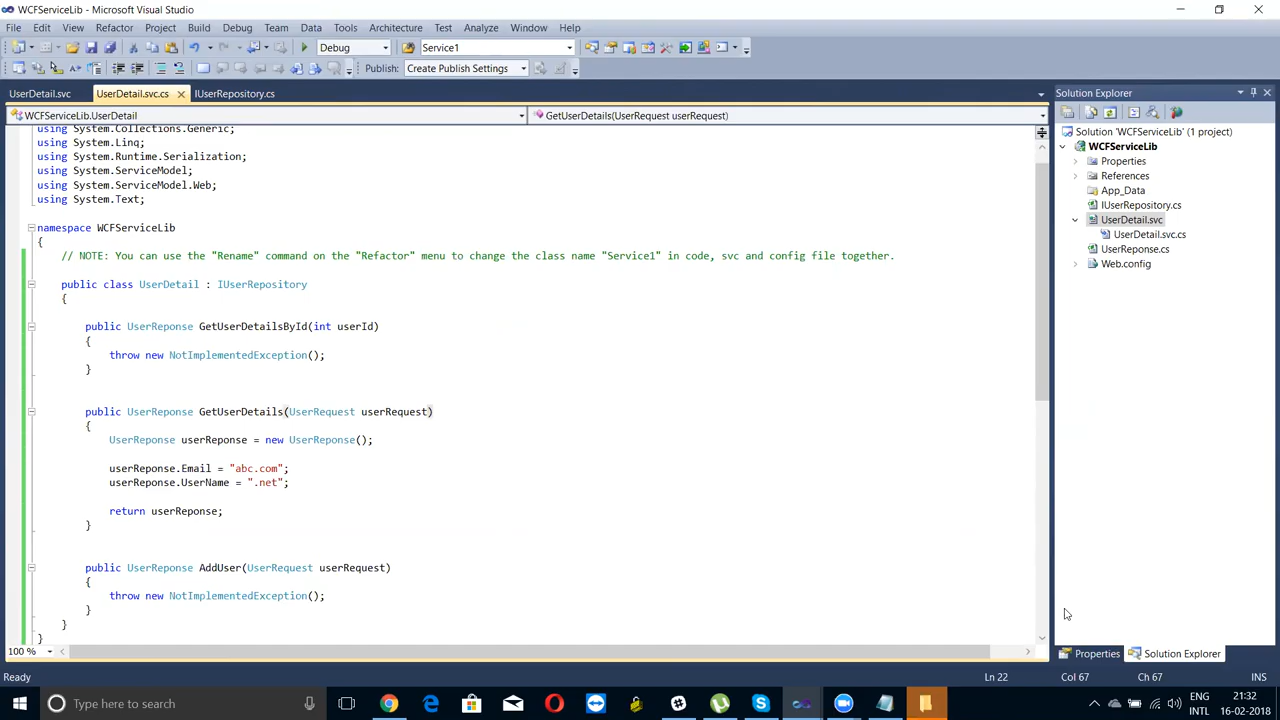 WCFServiceLib - Microsoft Visual Studio
File Edit View Refactor Project Build Debug Team Data Tools Architecture Test Analyze Window Help
Debug Service1
Publish: Create Publish Settings
UserDetail.svc UserDetail.svc.cs IUserRepository.cs
WCFServiceLib.UserDetail GetUserDetails(UserRequest userRequest)
using System.Collections.Generic;
using System.Linq;
using System.Runtime.Serialization;
using System.ServiceModel;
using System.ServiceModel.Web;
using System.Text;
namespace WCFServiceLib
{
// NOTE: You can use the "Rename" command on the "Refactor" menu to change the class name "Service1" in code, svc and config file together.
public class UserDetail : IUserRepository
{
public UserReponse GetUserDetailsById(int userId)
{
throw new NotImplementedException();
}
public UserReponse GetUserDetails(UserRequest userRequest)
{
UserReponse userReponse = new UserReponse();
userReponse.Email = "abc.com";
userReponse.UserName = ".net";
return userReponse;
}
public UserReponse AddUser(UserRequest userRequest)
{
throw new NotImplementedException();
}
}
}
100 %
Solution Explorer
Solution 'WCFServiceLib' (1 project)
WCFServiceLib
Properties
References
App_Data
IUserRepository.cs
UserDetail.svc
UserDetail.svc.cs
UserReponse.cs
Web.config
Properties Solution Explorer
Ready Ln 22 Col 67 Ch 67 INS
Type here to search
ENG
INTL
21:32
16-02-2018